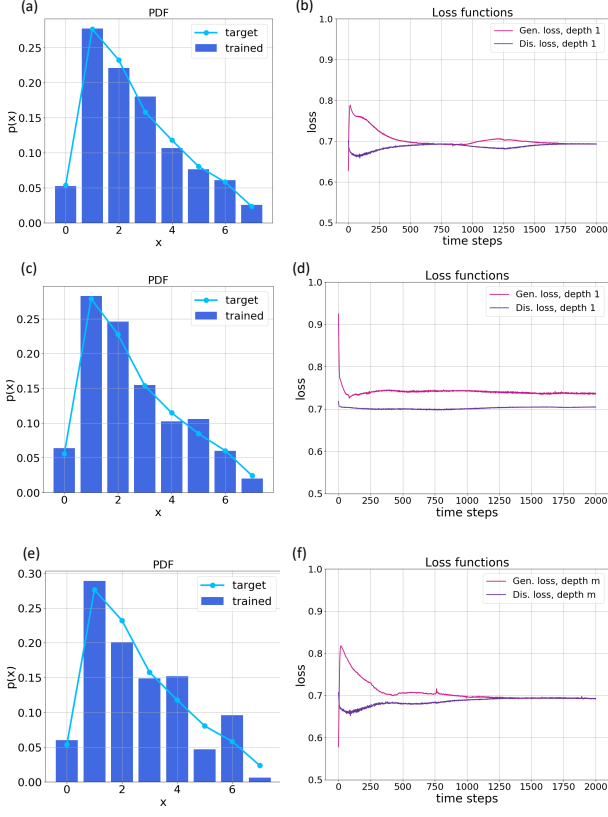 (a)
PDF
target
trained
p(x)
0.25
0.20
0.15
0.10
0.05
0.00
0 2 4 6
x
(b)
Loss functions
Gen. loss, depth 1
Dis. loss, depth 1
loss
1.0
0.9
0.8
0.7
0.6
0.5
0 250 500 750 1000 1250 1500 1750 2000
time steps
(c)
PDF
target
trained
p(x)
0.25
0.20
0.15
0.10
0.05
0.00
0 2 4 6
x
(d)
Loss functions
Gen. loss, depth 1
Dis. loss, depth 1
loss
1.0
0.9
0.8
0.7
0.6
0.5
0 250 500 750 1000 1250 1500 1750 2000
time steps
(e)
PDF
target
trained
p(x)
0.30
0.25
0.20
0.15
0.10
0.05
0.00
0 2 4 6
x
(f)
Loss functions
Gen. loss, depth m
Dis. loss, depth m
loss
1.0
0.9
0.8
0.7
0.6
0.5
0 250 500 750 1000 1250 1500 1750 2000
time steps